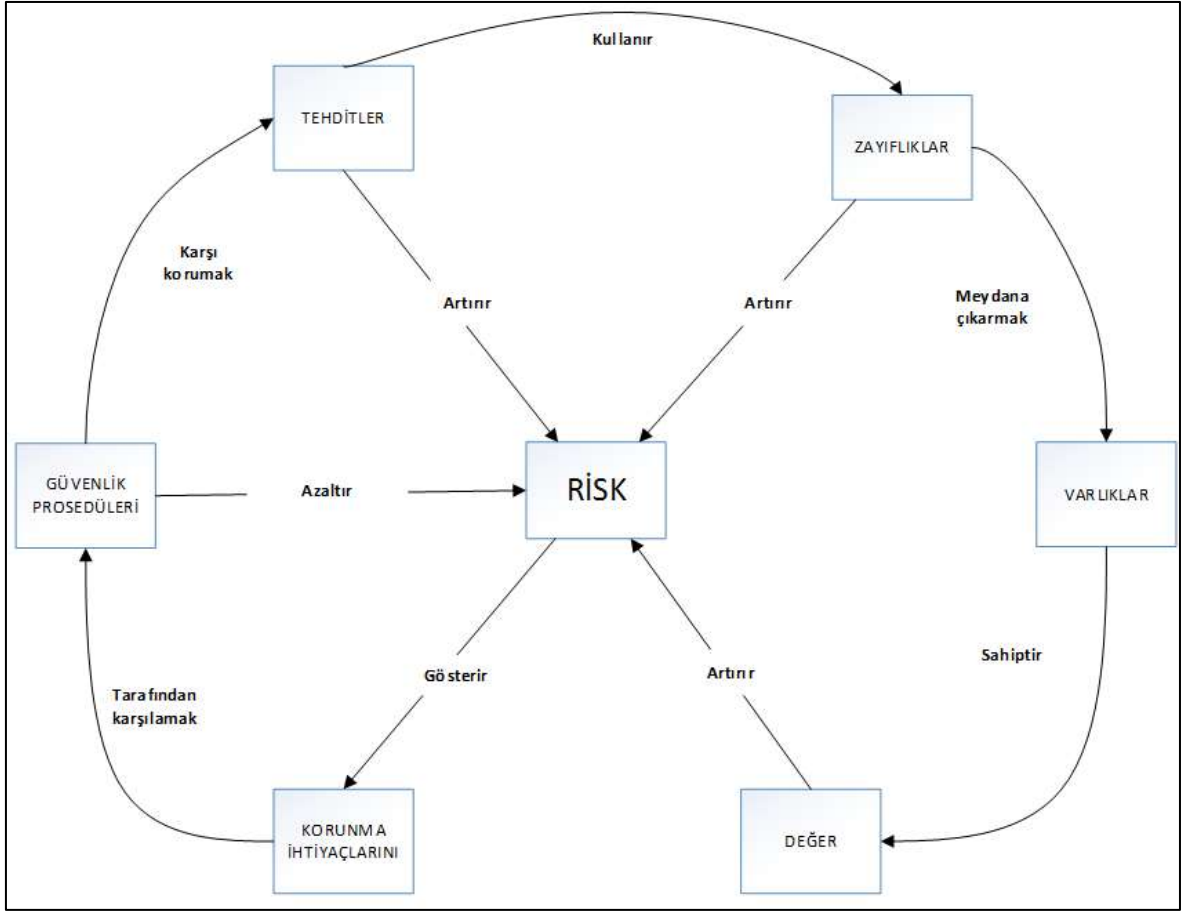 Kullanır
TEHDİTLER
ZAYIFLIKLAR
Karşı
korumak
Artırır
Artırır
Meydana
çıkarmak
GÜVENLİK
PROSEDÜLERİ
Azaltır
RİSK
VARLIKLAR
Sahiptir
Gösterir
Artırır
Tarafından
karşılamak
KORUNMA
İHTİYAÇLARINI
DEĞER